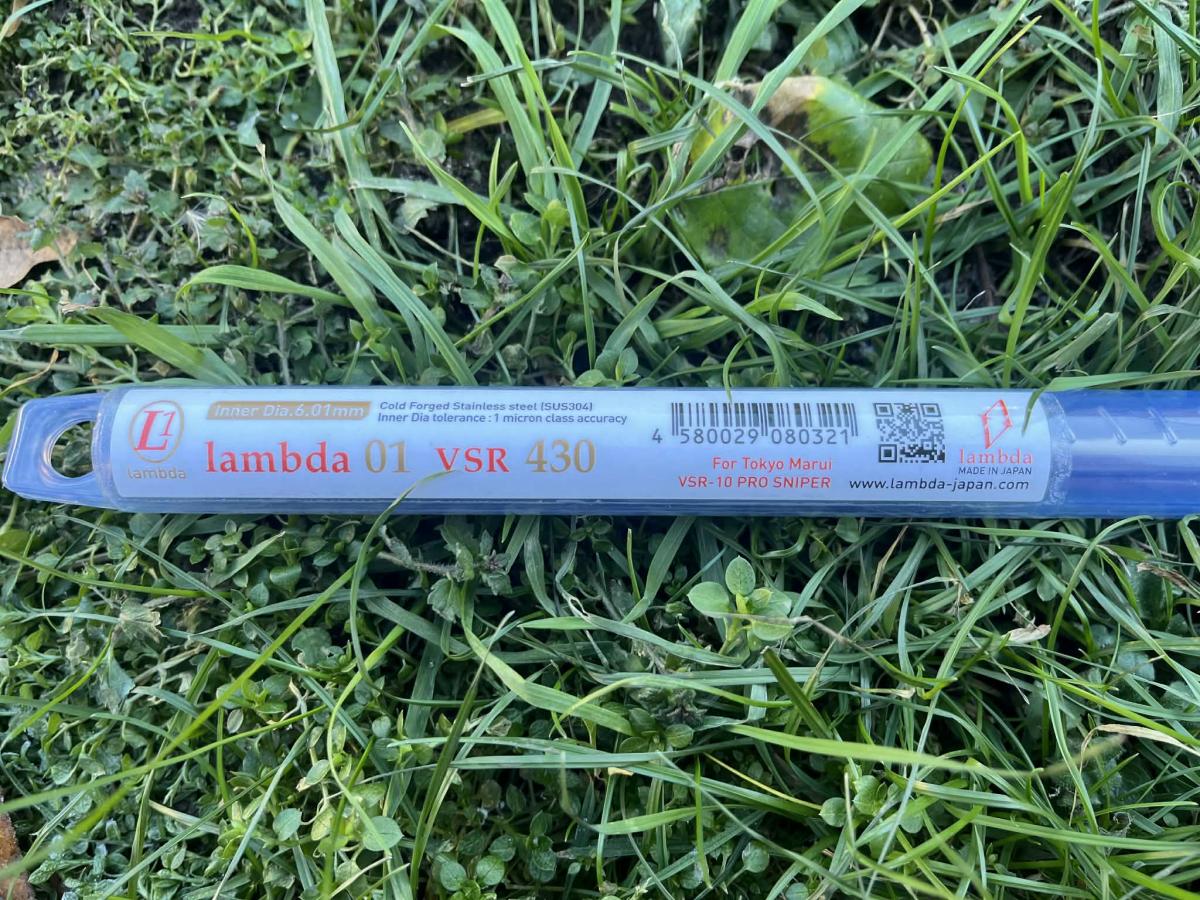 L1
lambda
Inner Dia.6.01mm
Cold Forged Stainless steel (SUS304)
Inner Dia tolerance : 1 micron class accuracy
lambda 01 VSR 430
4 580029 080321
For Tokyo Marui
VSR-10 PRO SNIPER
lambda
MADE IN JAPAN
www.lambda-japan.com